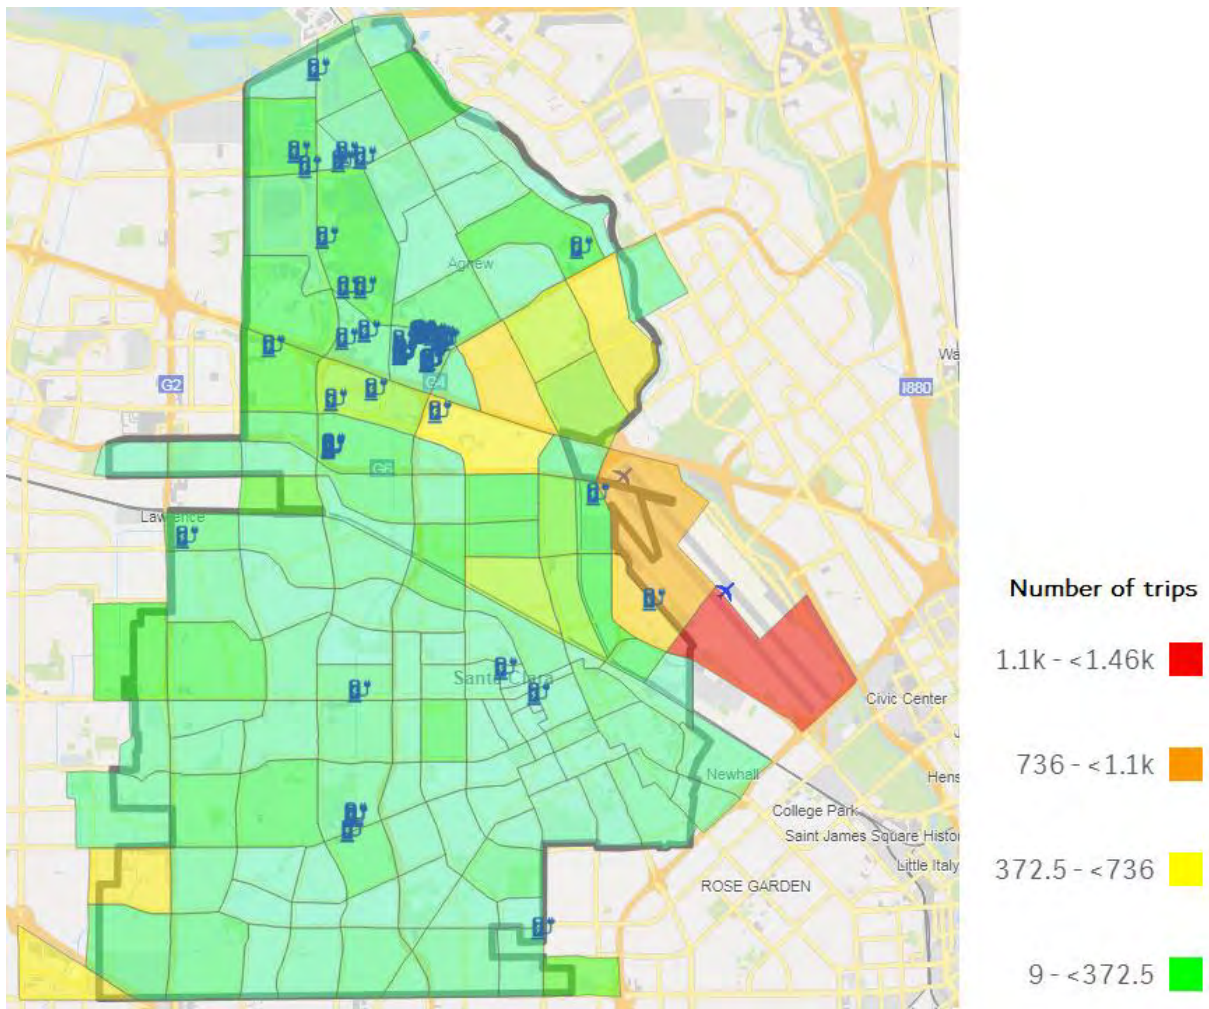 Agnew
Wa
G2
G4
I880
G6
Lawrence
Number of trips
1.1k - <1.46k
Santa Clara
Civic Center
736 - <1.1k
Newhall
Hens
College Park
Saint James Square Histor
372.5 - <736
Little Italy
ROSE GARDEN
9 - <372.5